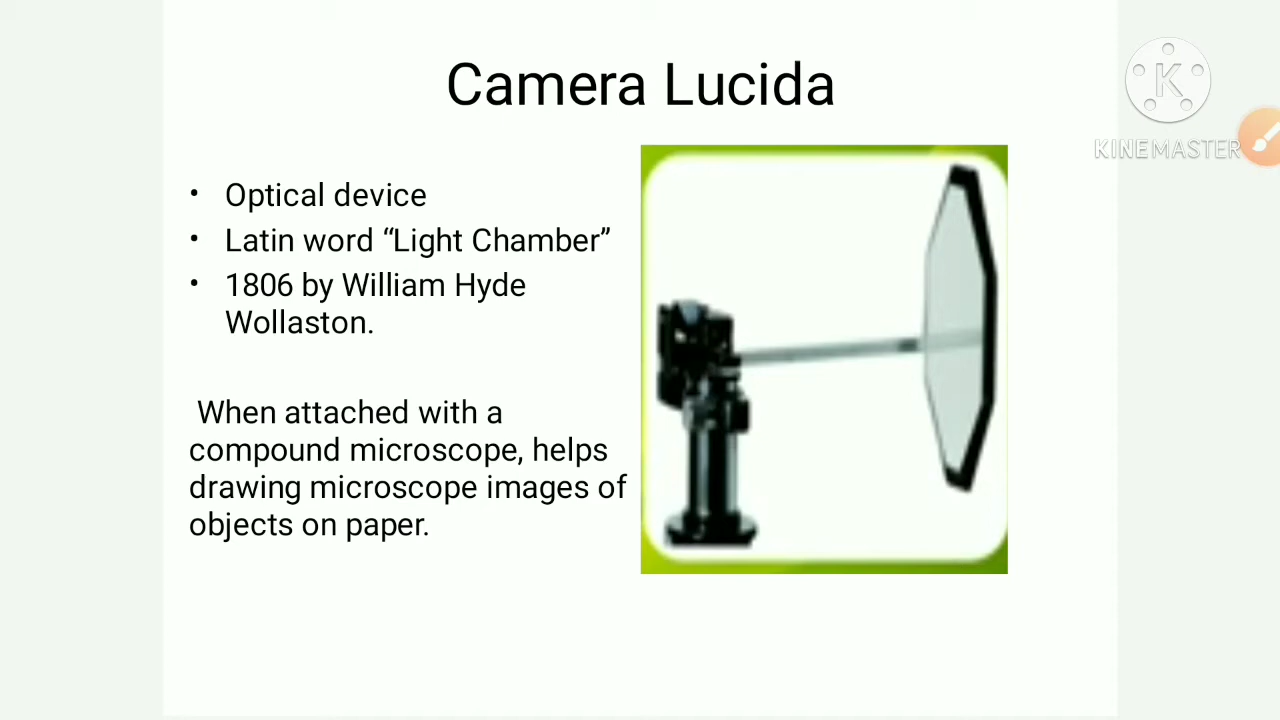 Camera Lucida
• Optical device
• Latin word “Light Chamber”
• 1806 by William Hyde
Wollaston.
When attached with a
compound microscope, helps
drawing microscope images of
objects on paper.
K
KINEMASTER